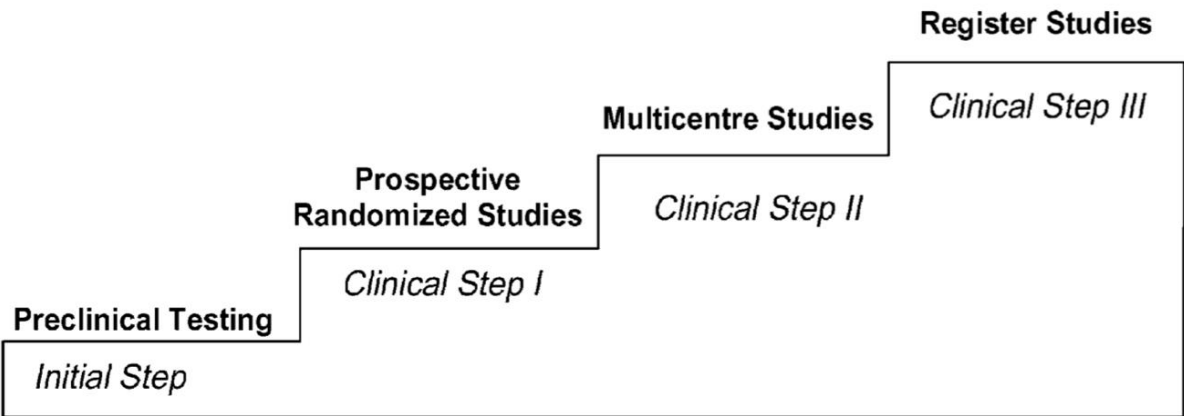 Register Studies
Clinical Step III
Multicentre Studies
Clinical Step II
Prospective
Randomized Studies
Clinical Step I
Preclinical Testing
Initial Step